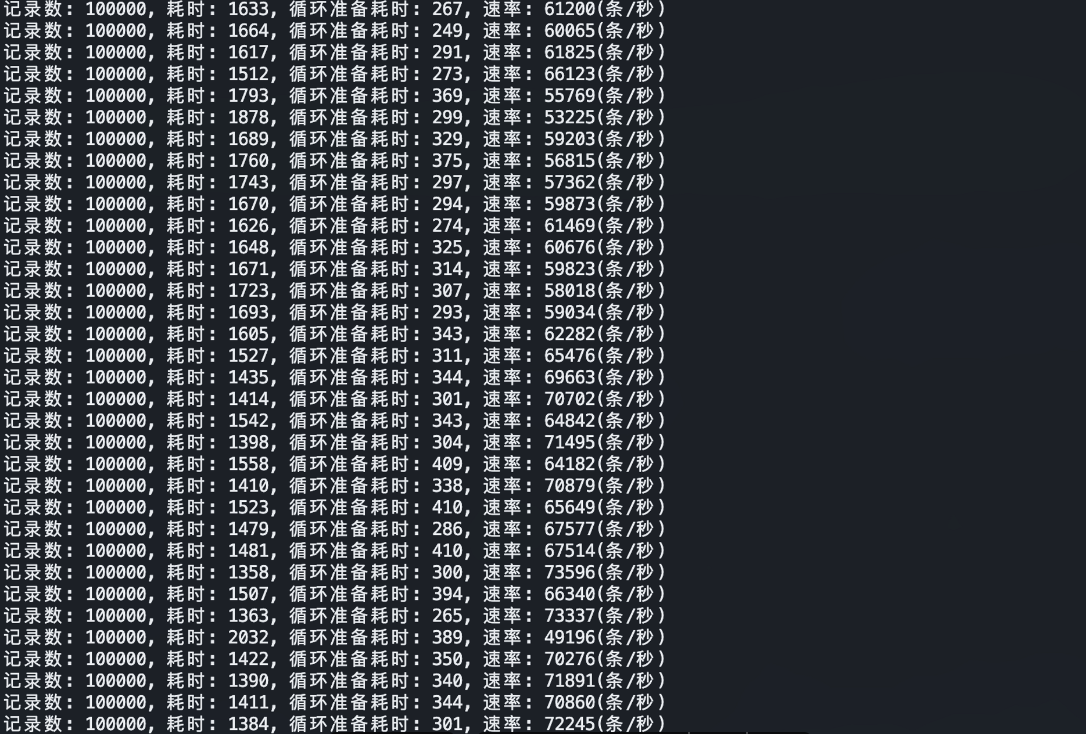 记录数: 100000, 耗时: 1633, 循环准备耗时: 267, 速率: 61200(条/秒)
记录数: 100000, 耗时: 1664, 循环准备耗时: 249, 速率: 60065(条/秒)
记录数: 100000, 耗时: 1617, 循环准备耗时: 291, 速率: 61825(条/秒)
记录数: 100000, 耗时: 1512, 循环准备耗时: 273, 速率: 66123(条/秒)
记录数: 100000, 耗时: 1793, 循环准备耗时: 369, 速率: 55769(条/秒)
记录数: 100000, 耗时: 1878, 循环准备耗时: 299, 速率: 53225(条/秒)
记录数: 100000, 耗时: 1689, 循环准备耗时: 329, 速率: 59203(条/秒)
记录数: 100000, 耗时: 1760, 循环准备耗时: 375, 速率: 56815(条/秒)
记录数: 100000, 耗时: 1743, 循环准备耗时: 297, 速率: 57362(条/秒)
记录数: 100000, 耗时: 1670, 循环准备耗时: 294, 速率: 59873(条/秒)
记录数: 100000, 耗时: 1626, 循环准备耗时: 274, 速率: 61469(条/秒)
记录数: 100000, 耗时: 1648, 循环准备耗时: 325, 速率: 60676(条/秒)
记录数: 100000, 耗时: 1671, 循环准备耗时: 314, 速率: 59823(条/秒)
记录数: 100000, 耗时: 1723, 循环准备耗时: 307, 速率: 58018(条/秒)
记录数: 100000, 耗时: 1693, 循环准备耗时: 293, 速率: 59034(条/秒)
记录数: 100000, 耗时: 1605, 循环准备耗时: 343, 速率: 62282(条/秒)
记录数: 100000, 耗时: 1527, 循环准备耗时: 311, 速率: 65476(条/秒)
记录数: 100000, 耗时: 1435, 循环准备耗时: 344, 速率: 69663(条/秒)
记录数: 100000, 耗时: 1414, 循环准备耗时: 301, 速率: 70702(条/秒)
记录数: 100000, 耗时: 1542, 循环准备耗时: 343, 速率: 64842(条/秒)
记录数: 100000, 耗时: 1398, 循环准备耗时: 304, 速率: 71495(条/秒)
记录数: 100000, 耗时: 1558, 循环准备耗时: 409, 速率: 64182(条/秒)
记录数: 100000, 耗时: 1410, 循环准备耗时: 338, 速率: 70879(条/秒)
记录数: 100000, 耗时: 1523, 循环准备耗时: 410, 速率: 65649(条/秒)
记录数: 100000, 耗时: 1479, 循环准备耗时: 286, 速率: 67577(条/秒)
记录数: 100000, 耗时: 1481, 循环准备耗时: 410, 速率: 67514(条/秒)
记录数: 100000, 耗时: 1358, 循环准备耗时: 300, 速率: 73596(条/秒)
记录数: 100000, 耗时: 1507, 循环准备耗时: 394, 速率: 66340(条/秒)
记录数: 100000, 耗时: 1363, 循环准备耗时: 265, 速率: 73337(条/秒)
记录数: 100000, 耗时: 2032, 循环准备耗时: 389, 速率: 49196(条/秒)
记录数: 100000, 耗时: 1422, 循环准备耗时: 350, 速率: 70276(条/秒)
记录数: 100000, 耗时: 1390, 循环准备耗时: 340, 速率: 71891(条/秒)
记录数: 100000, 耗时: 1411, 循环准备耗时: 344, 速率: 70860(条/秒)
记录数: 100000, 耗时: 1384, 循环准备耗时: 301, 速率: 72245(条/秒)